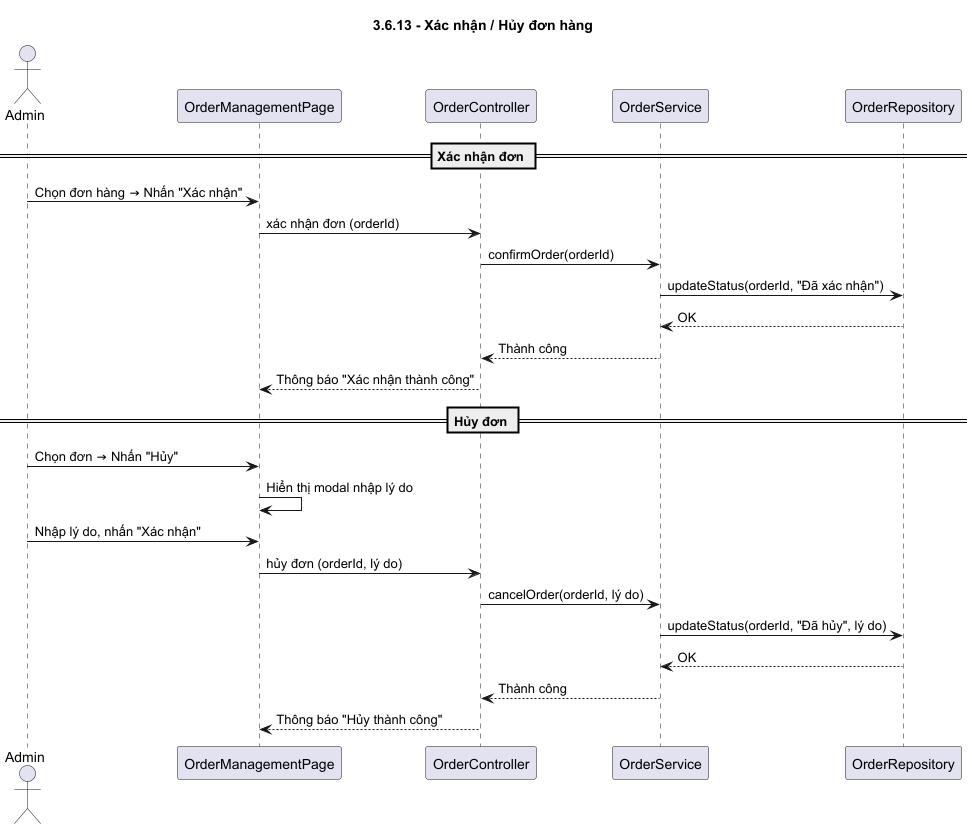 3.6.13 - Xác nhận / Hủy đơn hàng
Admin
OrderManagementPage
OrderController
OrderService
OrderRepository
Xác nhận đơn
Chọn đơn hàng → Nhấn "Xác nhận"
xác nhận đơn (orderId)
confirmOrder(orderId)
updateStatus(orderId, "Đã xác nhận")
OK
Thành công
Thông báo "Xác nhận thành công"
Hủy đơn
Chọn đơn → Nhấn "Hủy"
Hiển thị modal nhập lý do
Nhập lý do, nhấn "Xác nhận"
hủy đơn (orderId, lý do)
cancelOrder(orderId, lý do)
updateStatus(orderId, "Đã hủy", lý do)
OK
Thành công
Thông báo "Hủy thành công"
Admin
OrderManagementPage
OrderController
OrderService
OrderRepository